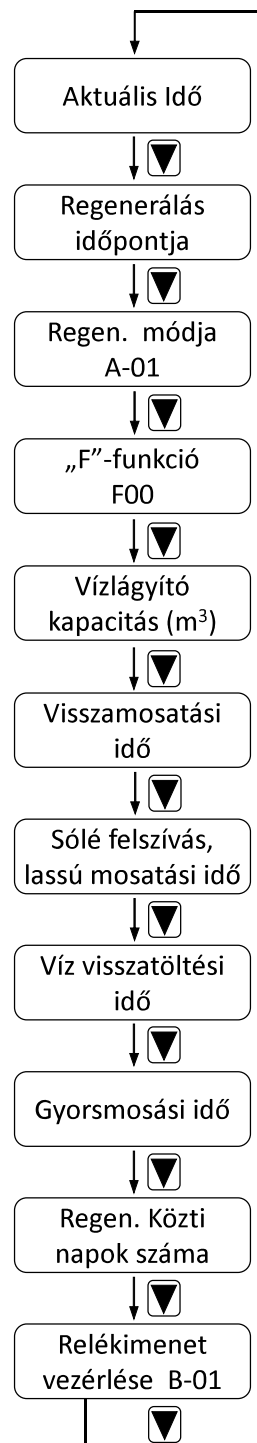 Aktuális Idő
Regenerálás
időpontja
Regen. módja
A-01
„F”-funkció
F00
Vízlágyító
kapacitás (m³)
Visszamosatási
idő
Sólé felszívás,
lassú mosatási idő
Víz visszatöltési
idő
Gyorsmosási idő
Regen. Közti
napok száma
Relékimenet
vezérlése B-01